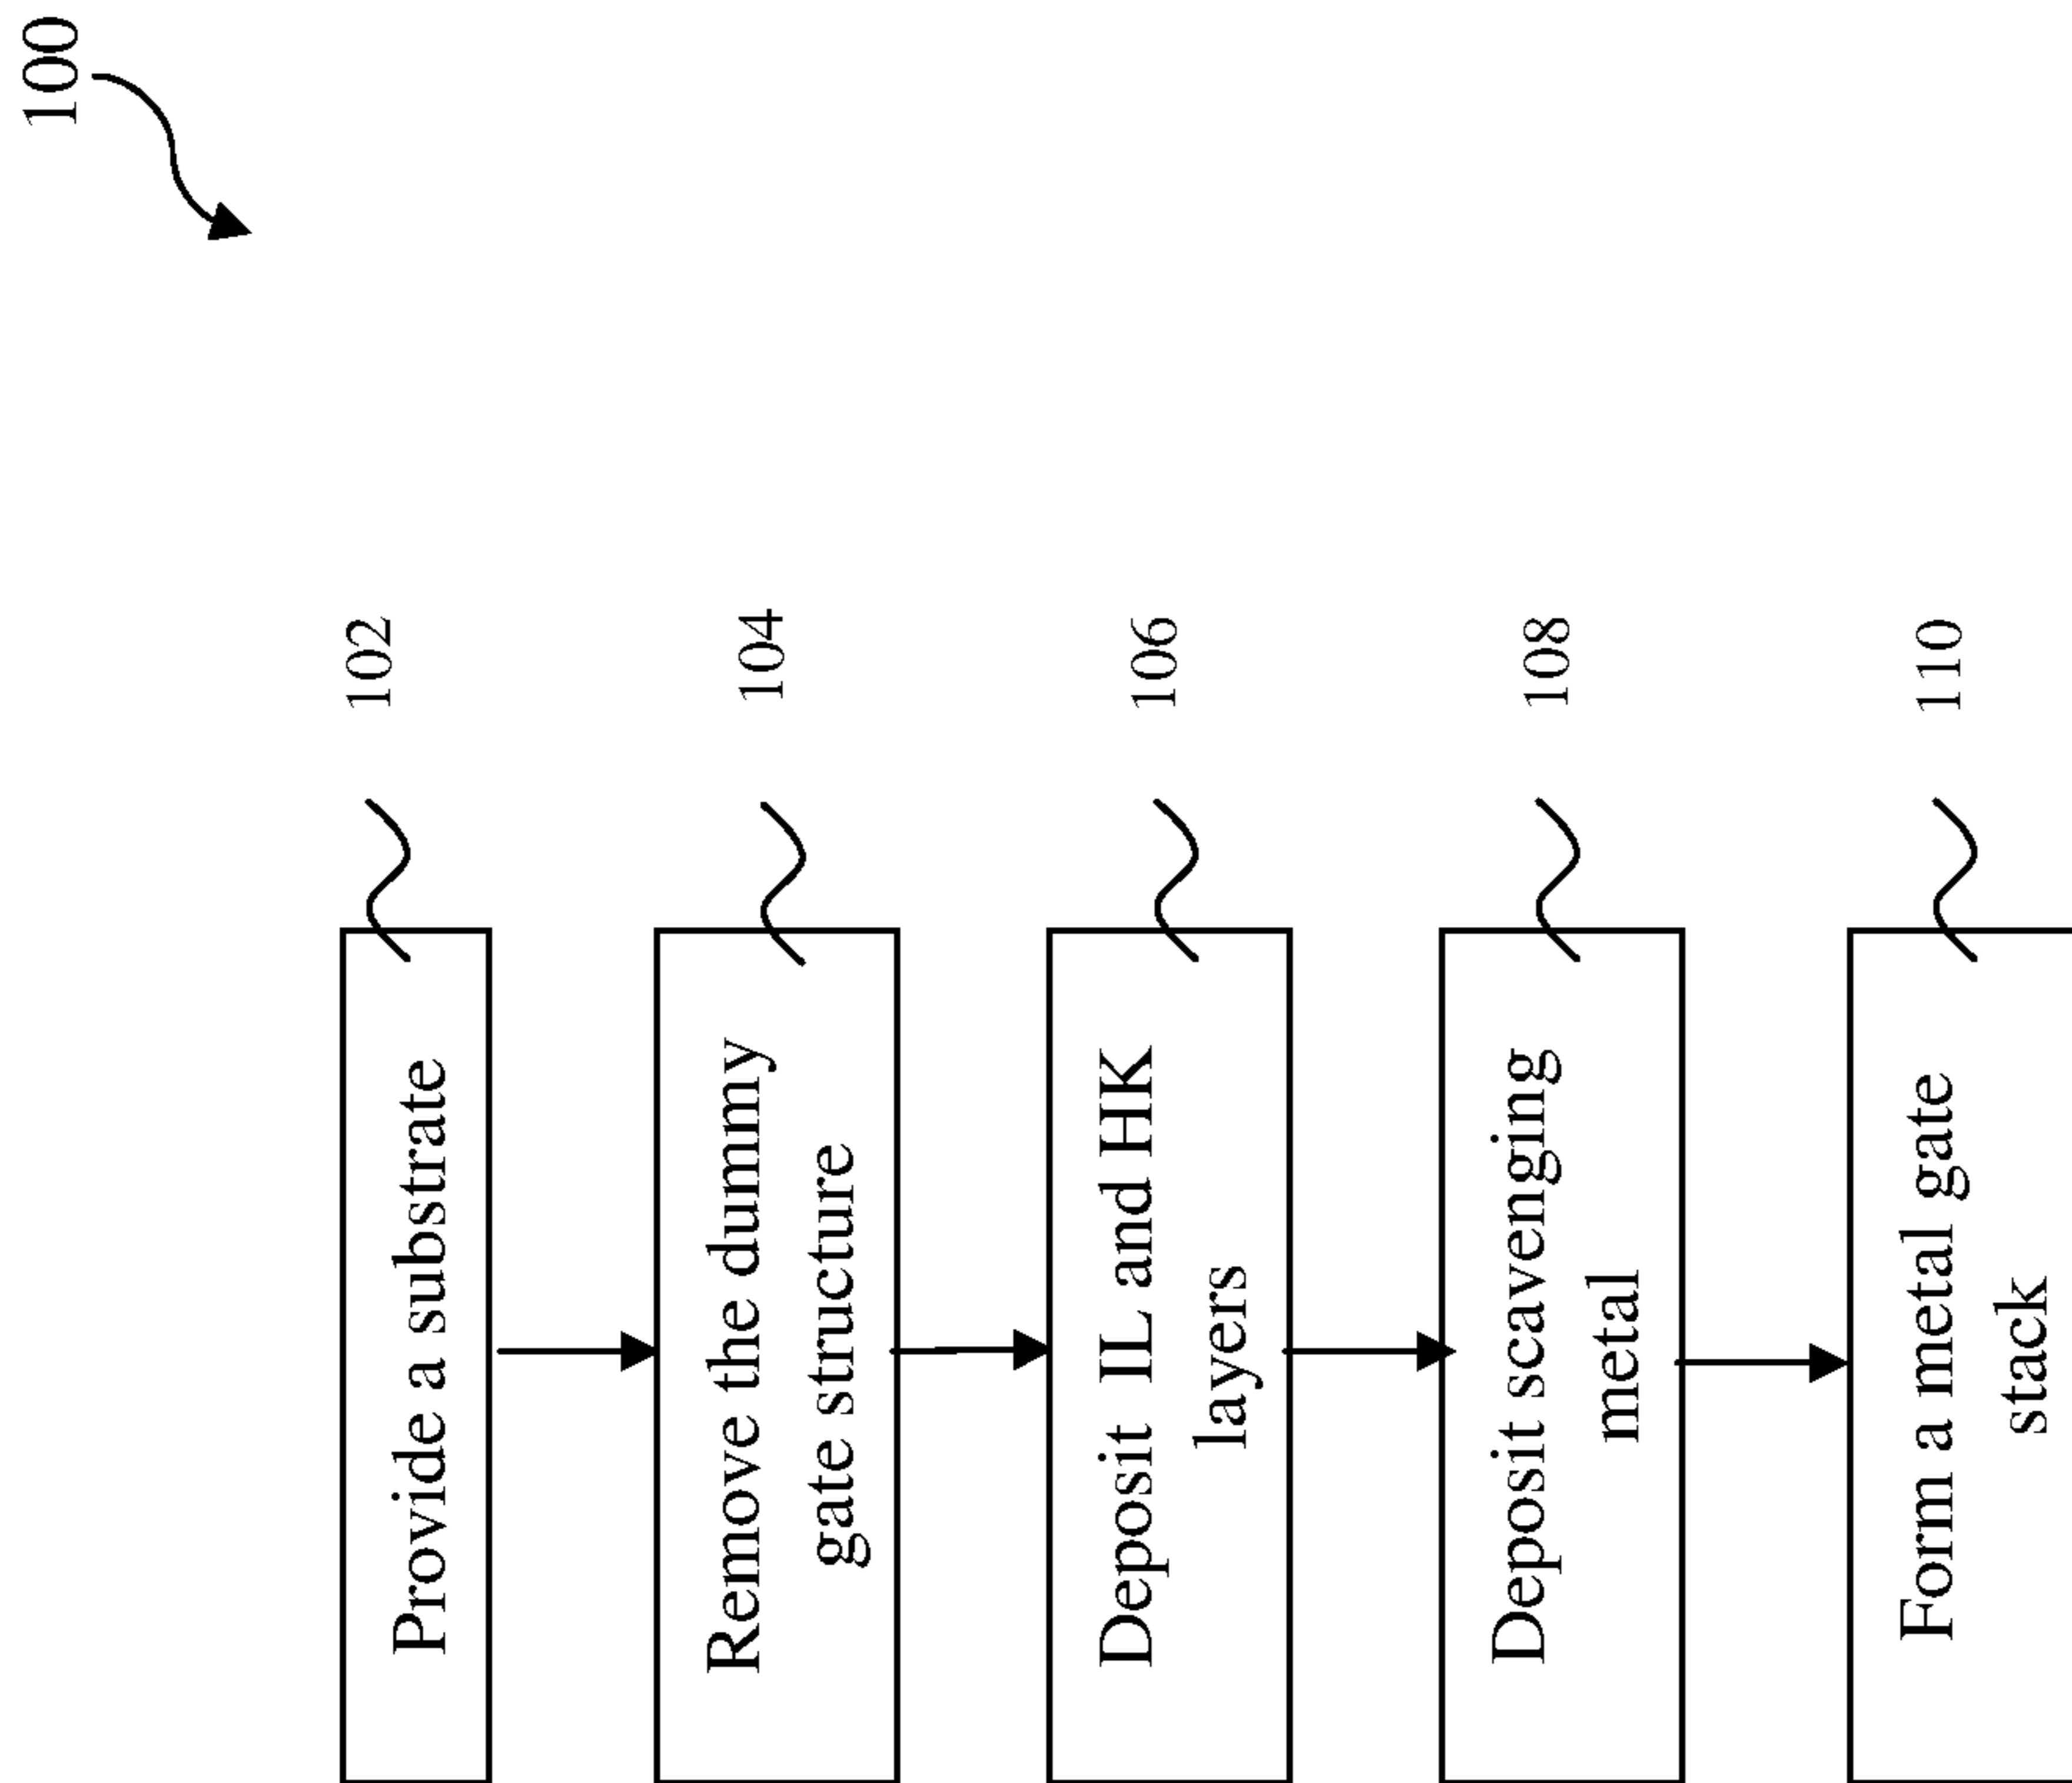 100
Provide a substrate
102
Remove the dummy
gate structure
104
Deposit IL and HK
layers
106
Deposit scavenging
metal
108
Form a metal gate
stack
110